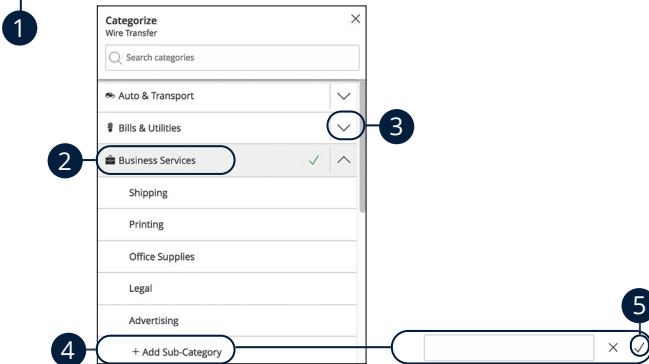 1
Categorize
Wire Transfer
Search categories
Auto & Transport
Bills & Utilities
3
2
Business Services
Shipping
Printing
Office Supplies
Legal
Advertising
5
4
+ Add Sub-Category